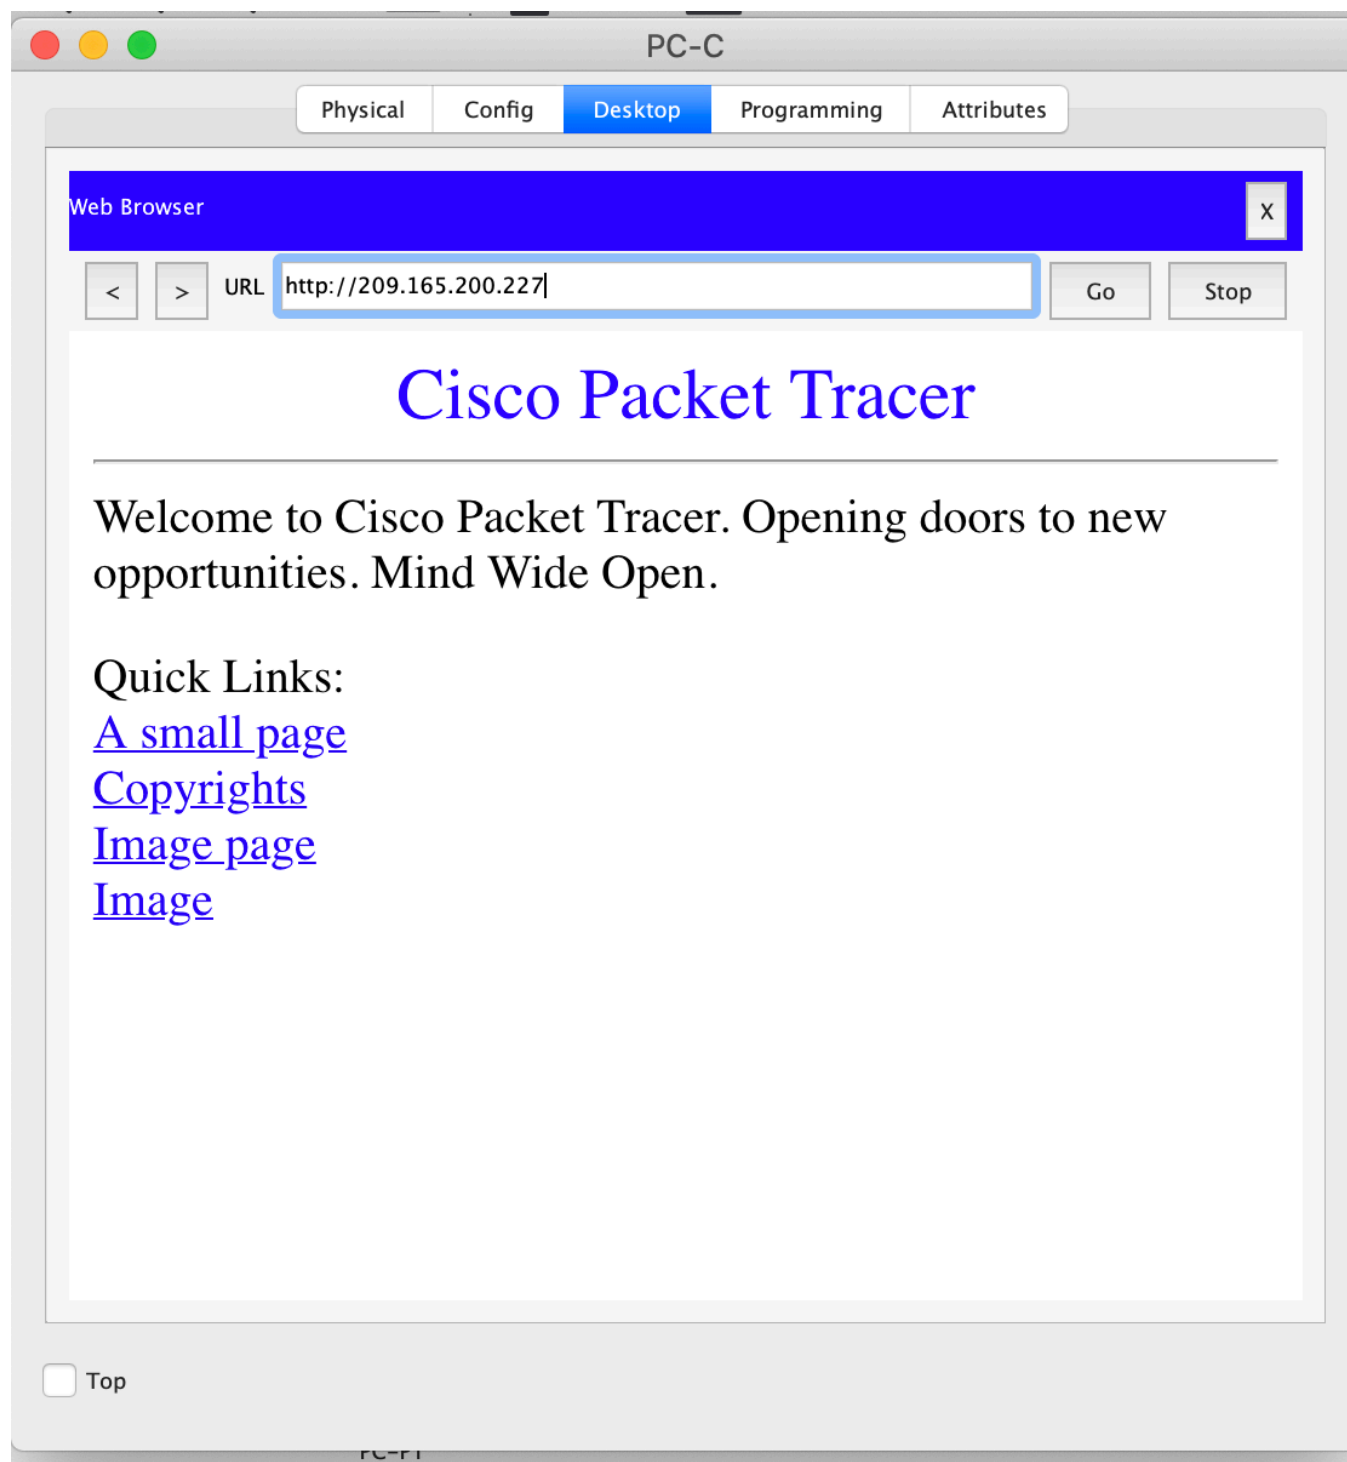 PC-C
Physical Config Desktop Programming Attributes
Web Browser X
< > URL http://209.165.200.227 Go Stop
Cisco Packet Tracer
Welcome to Cisco Packet Tracer. Opening doors to new
opportunities. Mind Wide Open.
Quick Links:
A small page
Copyrights
Image page
Image
Top